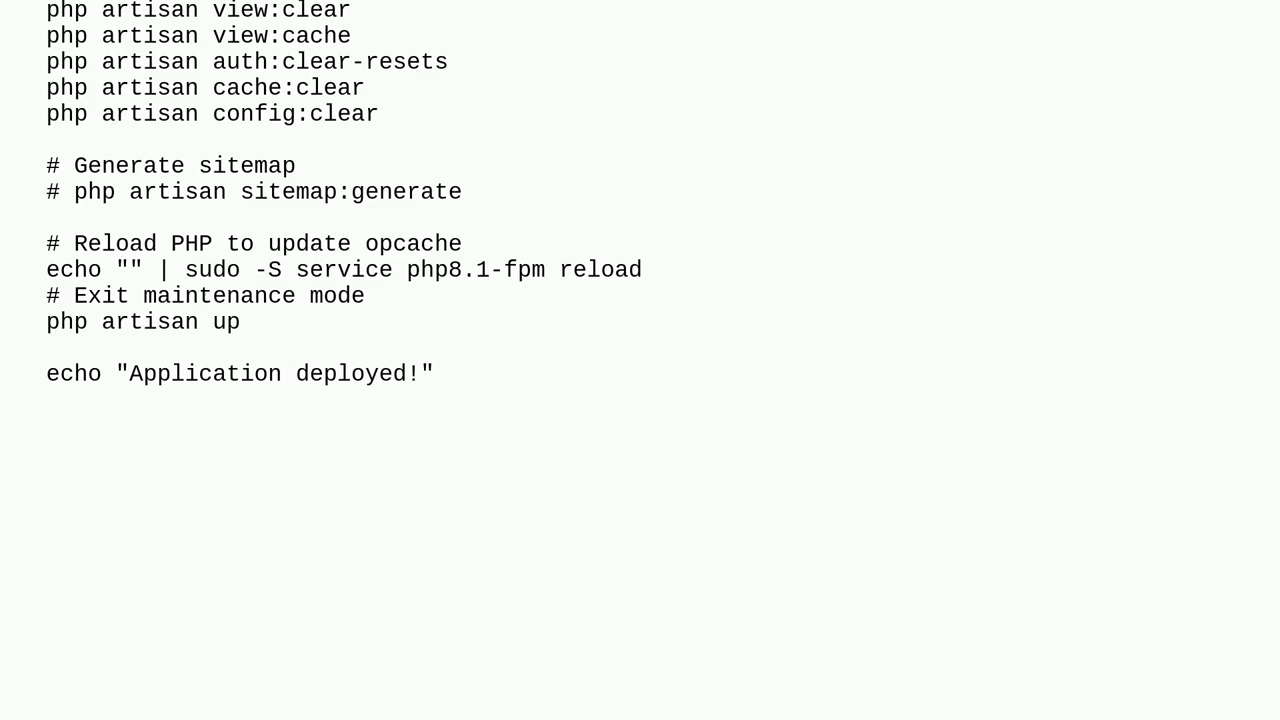 php artisan view:clear
php artisan view:cache
php artisan auth:clear-resets
php artisan cache:clear
php artisan config:clear
# Generate sitemap
# php artisan sitemap:generate
# Reload PHP to update opcache
echo "" | sudo -S service php8.1-fpm reload
# Exit maintenance mode
php artisan up
echo "Application deployed!"